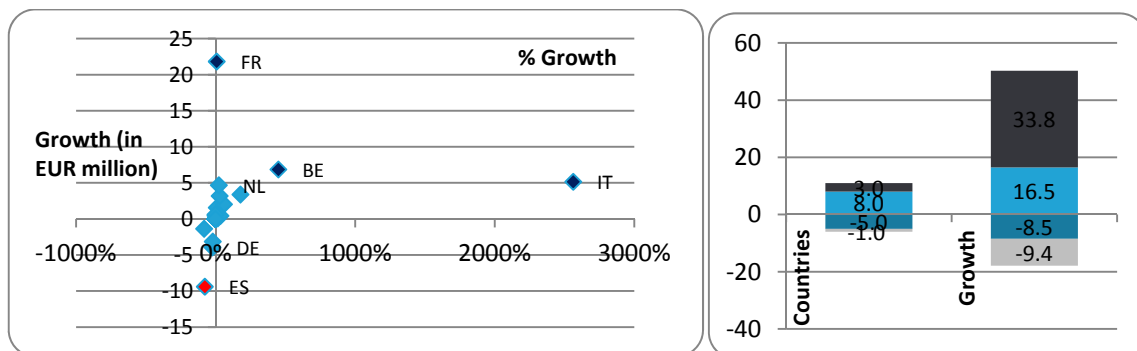 25
20
15
10
5
0
-5
-10
-15
-1000%
0%
1000%
2000%
3000%
% Growth
Growth (in
EUR million)
FR
BE
IT
NL
DE
ES
60
40
20
0
-20
-40
3.0
8.0
-5.0
-1.0
33.8
16.5
-8.5
-9.4
Countries
Growth